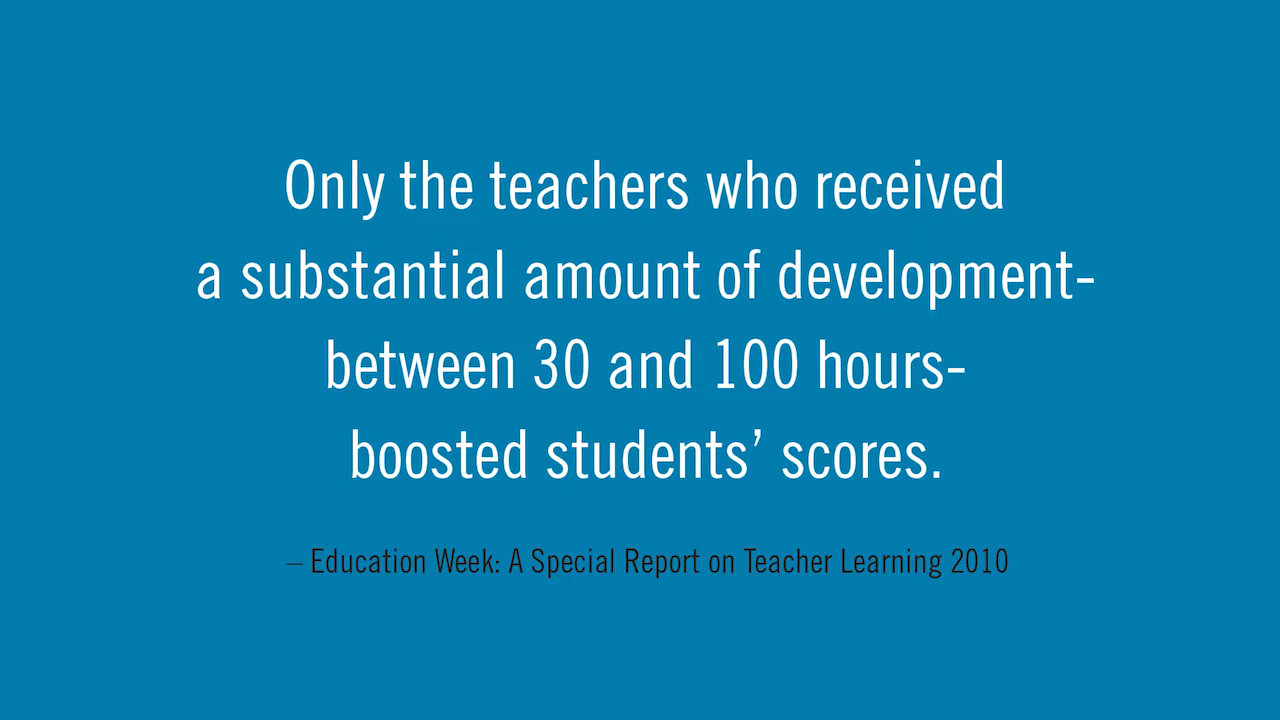 Only the teachers who received
a substantial amount of development-
between 30 and 100 hours-
boosted students’ scores.
– Education Week: A Special Report on Teacher Learning 2010